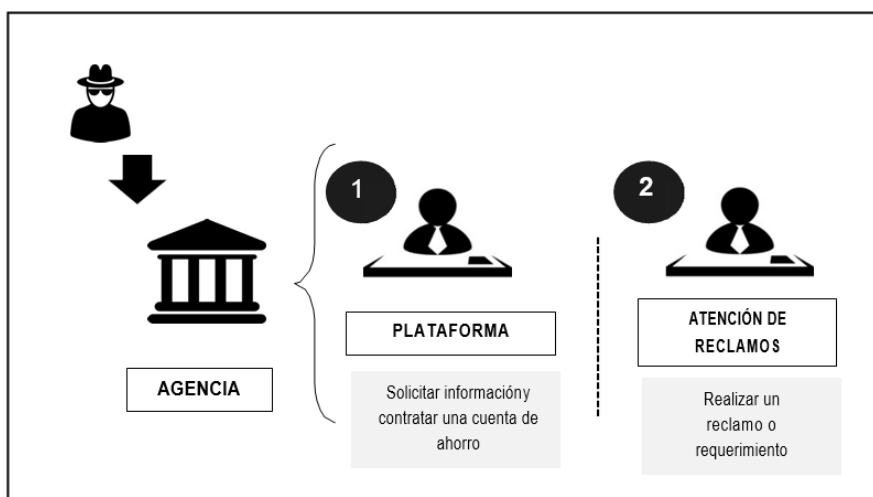 1
2
PLATAFORMA
ATENCIÓN DE
RECLAMOS
AGENCIA
Solicitar informacióny
contratar una cuenta de
ahorro
Realizar un
reclamo o
requerimiento